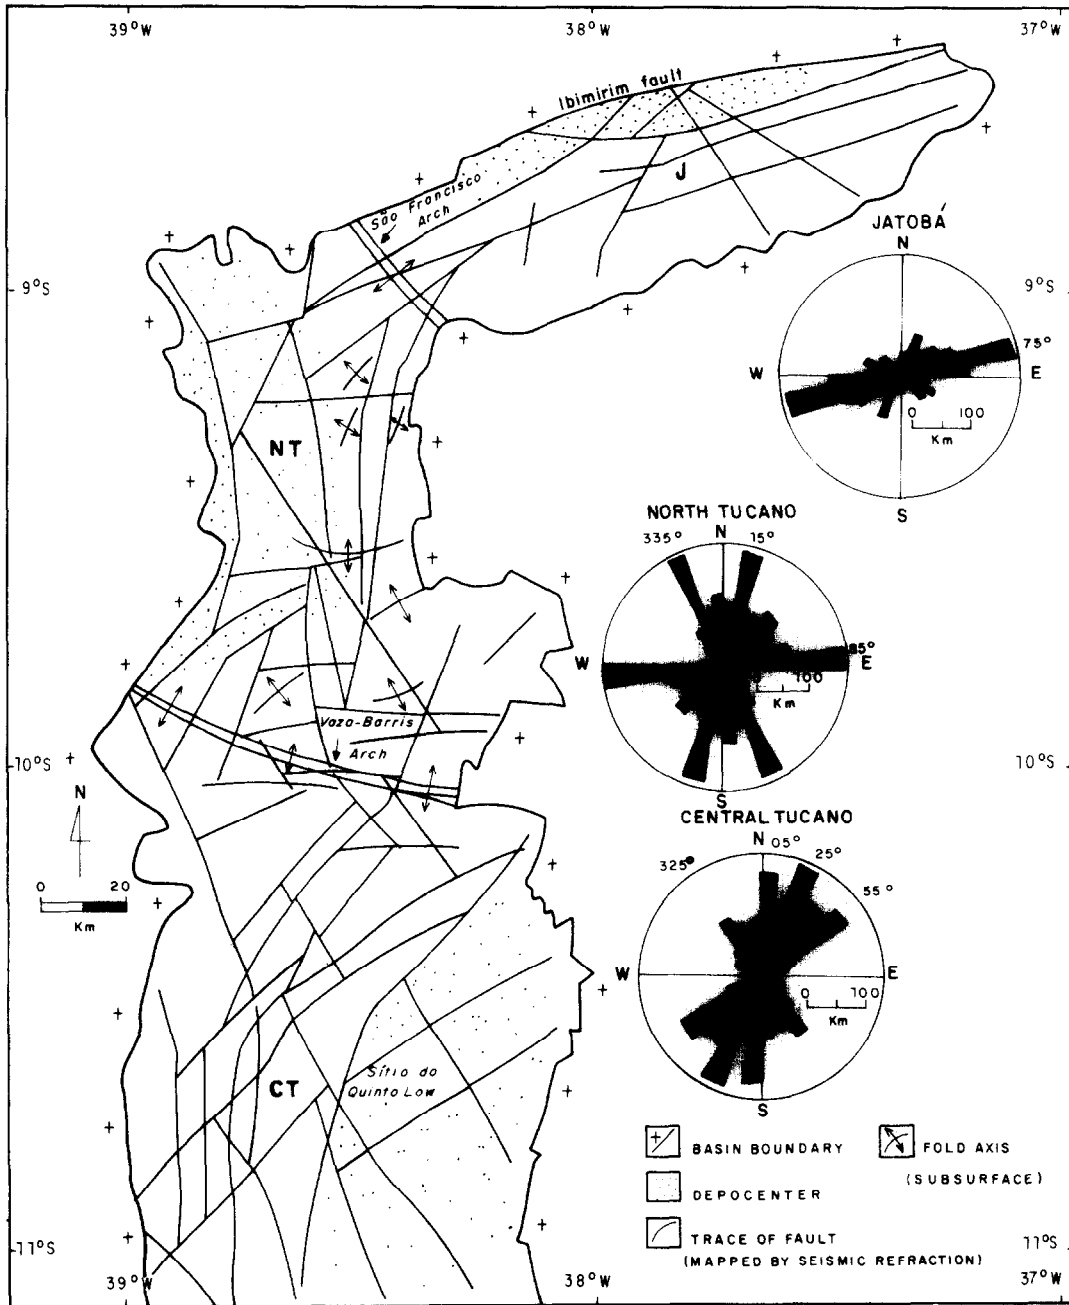 39°W
38°W
37°W
Ibimirim fault
São Francisco
Arch
J
JATOBÁ
N
9°S
9°S
75°
W
E
0 100
Km
S
NT
NORTH TUCANO
335°
N
15°
85°
W
E
100
Km
S
Vaza-Barris
Arch
10°S
10°S
N
0 20
Km
CENTRAL TUCANO
325°
N
05°
25°
55°
W
E
0 100
Km
S
CT
Sítio do
Quinto Low
BASIN BOUNDARY
FOLD AXIS
(SUBSURFACE)
DEPOCENTER
TRACE OF FAULT
(MAPPED BY SEISMIC REFRACTION)
11°S
11°S
39°W
38°W
37°W